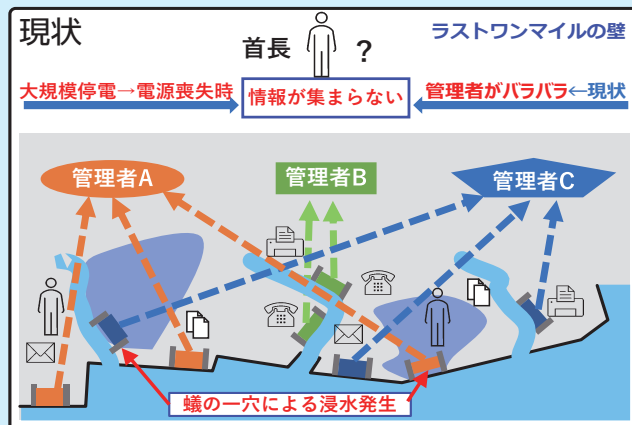 現状
首長
?
ラストワンマイルの壁
大規模停電→電源喪失時
情報が集まらない
管理者がバラバラ←現状
管理者A
管理者B
管理者C
蟻の一穴による浸水発生